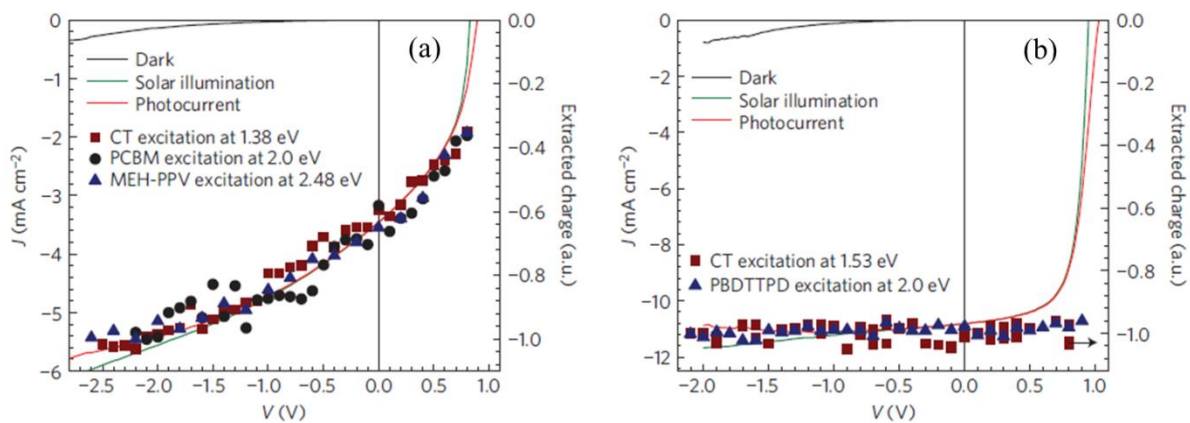 (a)
Dark
Solar illumination
Photocurrent
CT excitation at 1.38 eV
PCBM excitation at 2.0 eV
MEH-PPV excitation at 2.48 eV
J (mA cm⁻²)
0
−1
−2
−3
−4
−5
−6
−2.5 −2.0 −1.5 −1.0 −0.5 0.0 0.5 1.0
V (V)
0.0
−0.2
−0.4
−0.6
−0.8
−1.0
Extracted charge (a.u.)
(b)
Dark
Solar illumination
Photocurrent
CT excitation at 1.53 eV
PBDTTPD excitation at 2.0 eV
J (mA cm⁻²)
0
−2
−4
−6
−8
−10
−12
−2.0 −1.5 −1.0 −0.5 0.0 0.5 1.0
V (V)
0.0
−0.2
−0.4
−0.6
−0.8
−1.0
Extracted charge (a.u.)